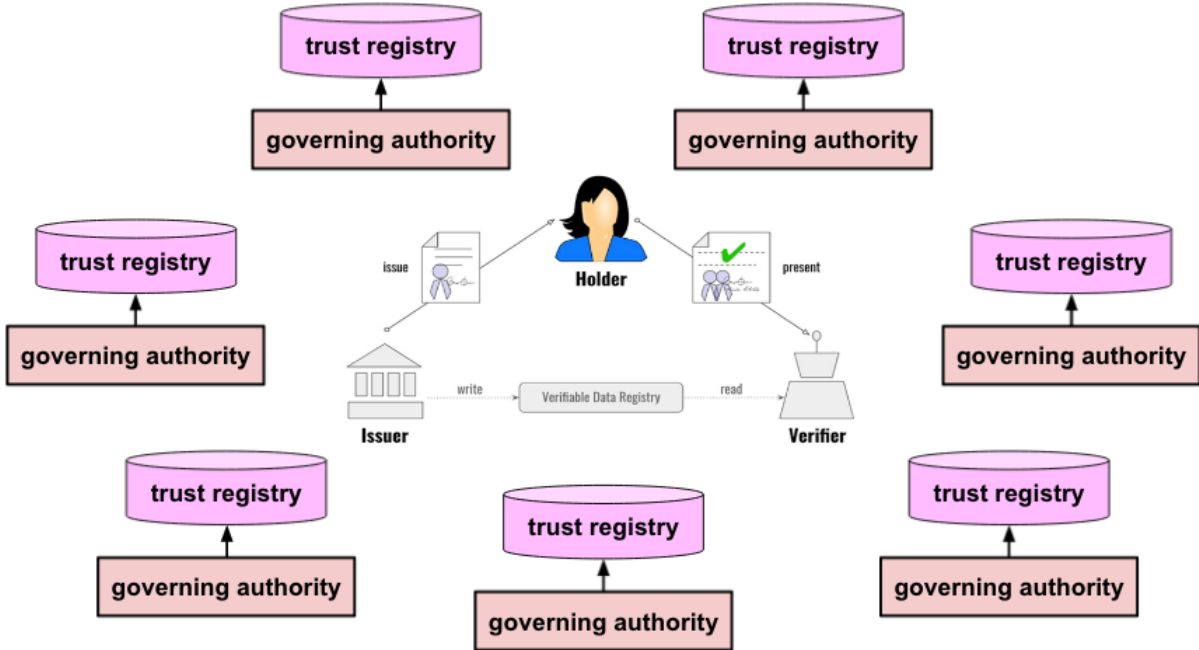 trust registry
trust registry
governing authority
governing authority
issue
Holder
present
trust registry
trust registry
governing authority
governing authority
write
Verifiable Data Registry
read
Issuer
Verifier
trust registry
trust registry
trust registry
governing authority
governing authority
governing authority